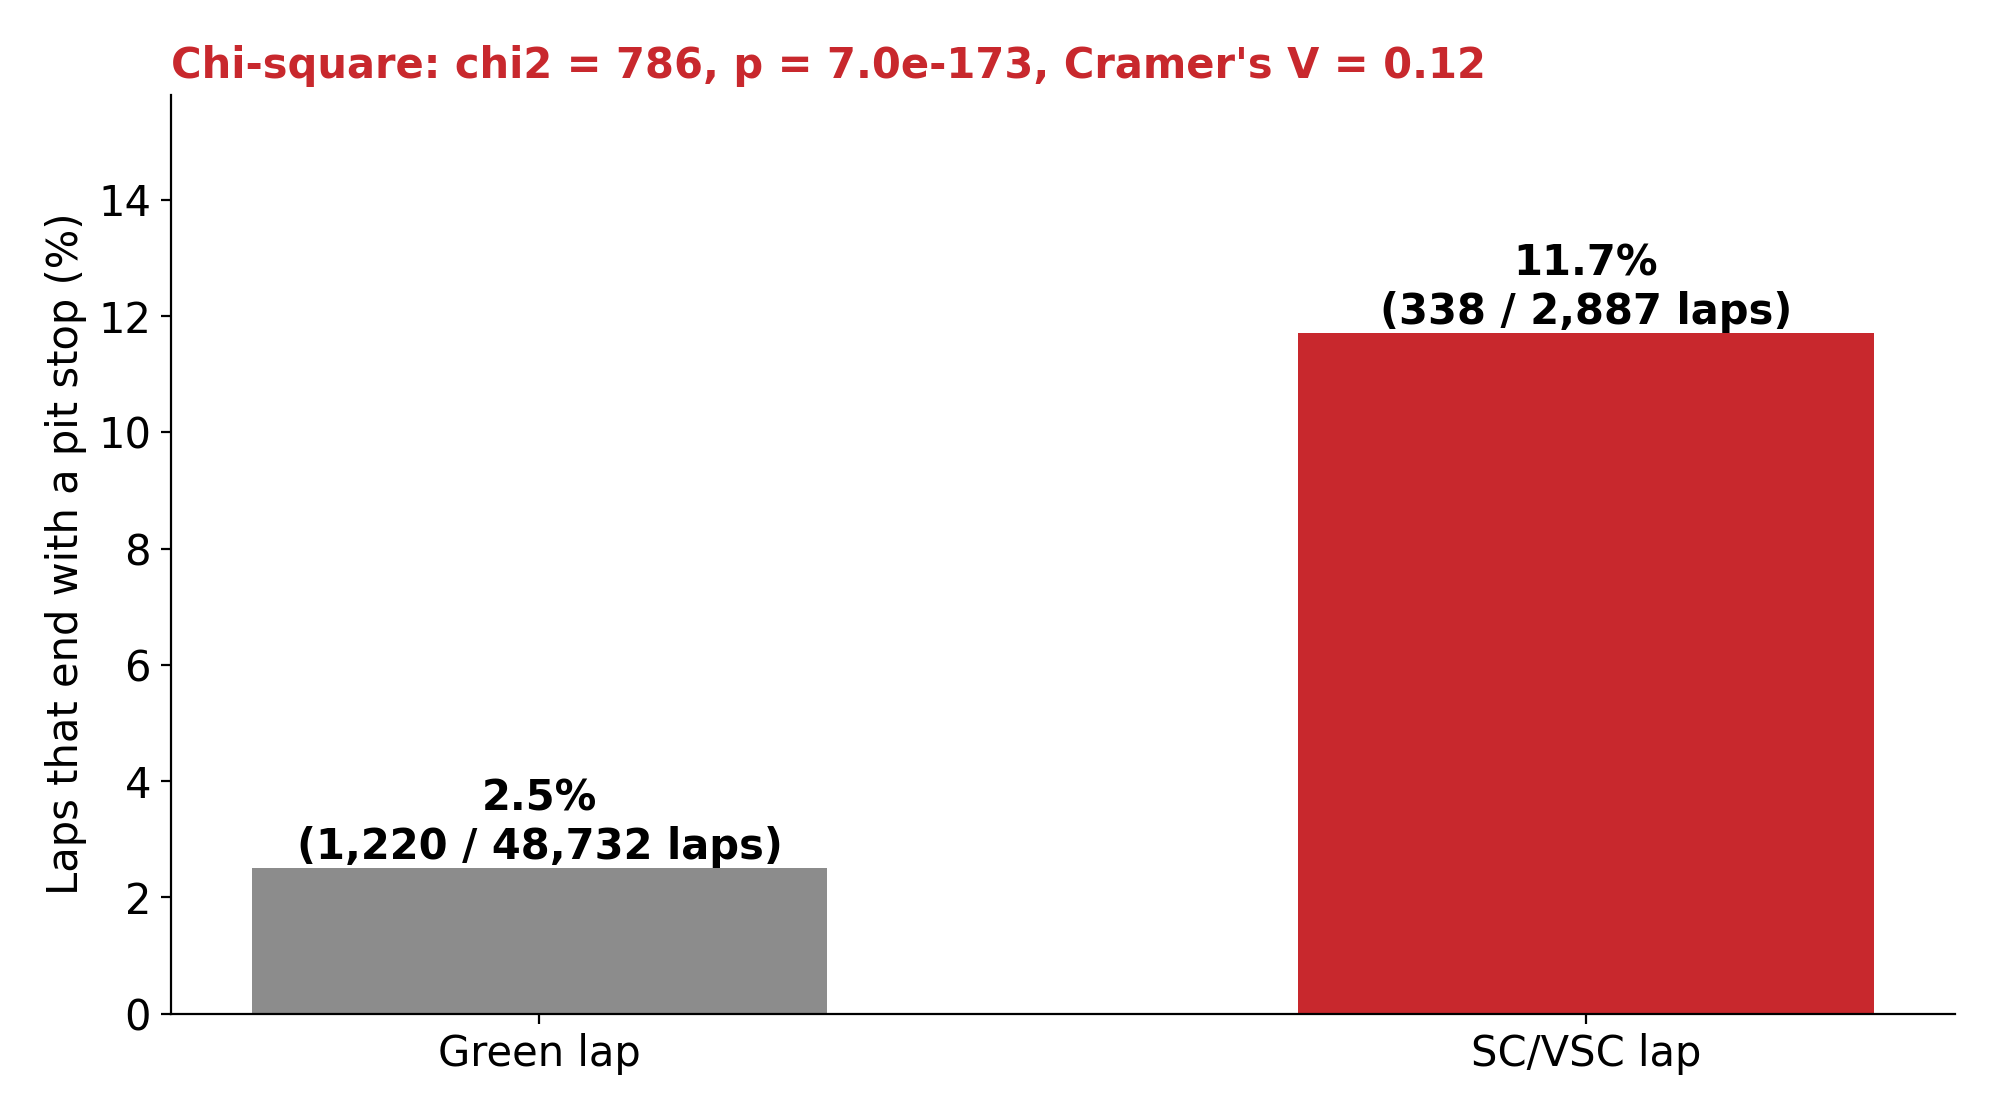 Chi-square: chi2 = 786, p = 7.0e-173, Cramer's V = 0.12
Laps that end with a pit stop (%)
14
12
10
8
6
4
2
0
2.5%
(1,220 / 48,732 laps)
11.7%
(338 / 2,887 laps)
Green lap
SC/VSC lap